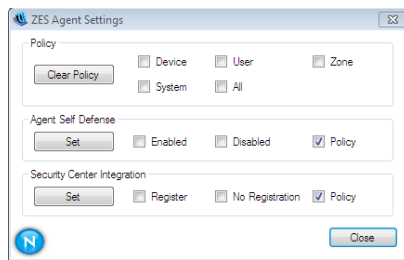 ZES Agent Settings
Policy
Clear Policy Device User Zone
System All
Agent Self Defense
Set Enabled Disabled Policy
Security Center Integration
Set Register No Registration Policy
N Close